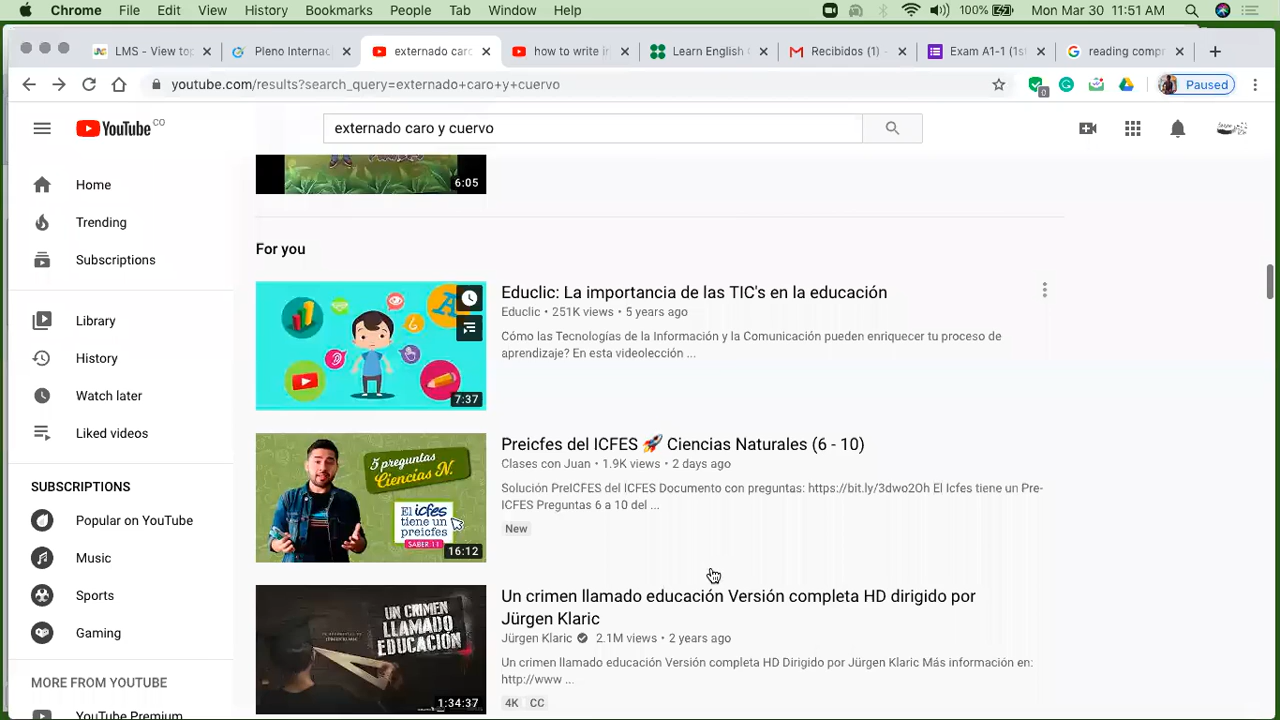 Chrome File Edit View History Bookmarks People Tab Window Help 100% Mon Mar 30 11:51 AM
LMS - View top Pleno Internac externado caro how to write in Learn English G Recibidos (1) - Exam A1-1 (1st reading compr
youtube.com/results?search_query=externado+caro+y+cuervo 0 Paused
YouTube CO externado caro y cuervo
6:05
Home
Trending
Subscriptions
Library
History
Watch later
Liked videos
SUBSCRIPTIONS
Popular on YouTube
Music
Sports
Gaming
MORE FROM YOUTUBE
YouTube Premium
For you
A
7:37
Educlic: La importancia de las TIC's en la educación
Educlic • 251K views • 5 years ago
Cómo las Tecnologías de la Información y la Comunicación pueden enriquecer tu proceso de
aprendizaje? En esta videolección ...
5 preguntas
Ciencias N.
El icfes
tiene un
preicfes
SABER 11
16:12
Preicfes del ICFES 🚀 Ciencias Naturales (6 - 10)
Clases con Juan • 1.9K views • 2 days ago
Solución PreICFES del ICFES Documento con preguntas: https://bit.ly/3dwo2Oh El Icfes tiene un Pre-
ICFES Preguntas 6 a 10 del ...
New
UN CRIMEN
LLAMADO
EDUCACIÓN
1:34:37
Un crimen llamado educación Versión completa HD dirigido por
Jürgen Klaric
Jürgen Klaric 2.1M views • 2 years ago
Un crimen llamado educación Versión completa HD Dirigido por Jürgen Klaric Más información en:
http://www ...
4K CC